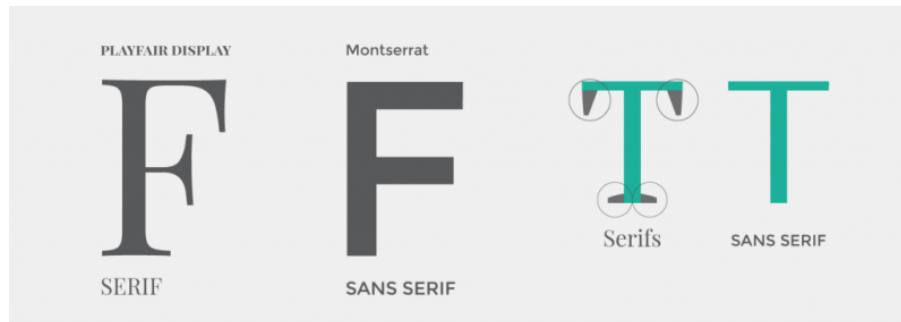 PLAYFAIR DISPLAY
F
SERIF
Montserrat
F
SANS SERIF
T
Serifs
T
SANS SERIF